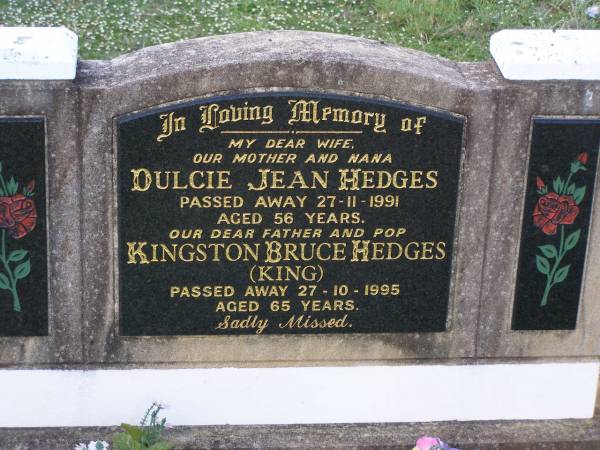 In Loving Memory of
MY DEAR WIFE,
OUR MOTHER AND NANA
DULCIE JEAN HEDGES
PASSED AWAY 27-11-1991
AGED 56 YEARS.
OUR DEAR FATHER AND POP
KINGSTON BRUCE HEDGES
(KING)
PASSED AWAY 27-10-1995
AGED 65 YEARS.
Sadly Missed.